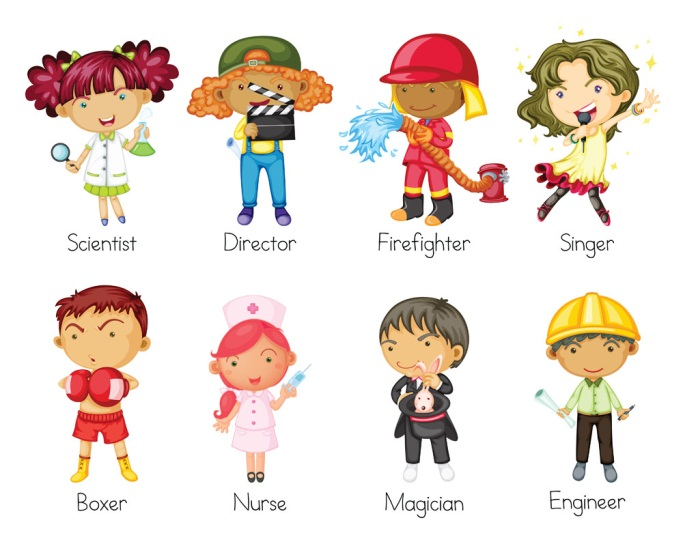 Scientist
Director
Firefighter
Singer
Boxer
Nurse
Magician
Engineer